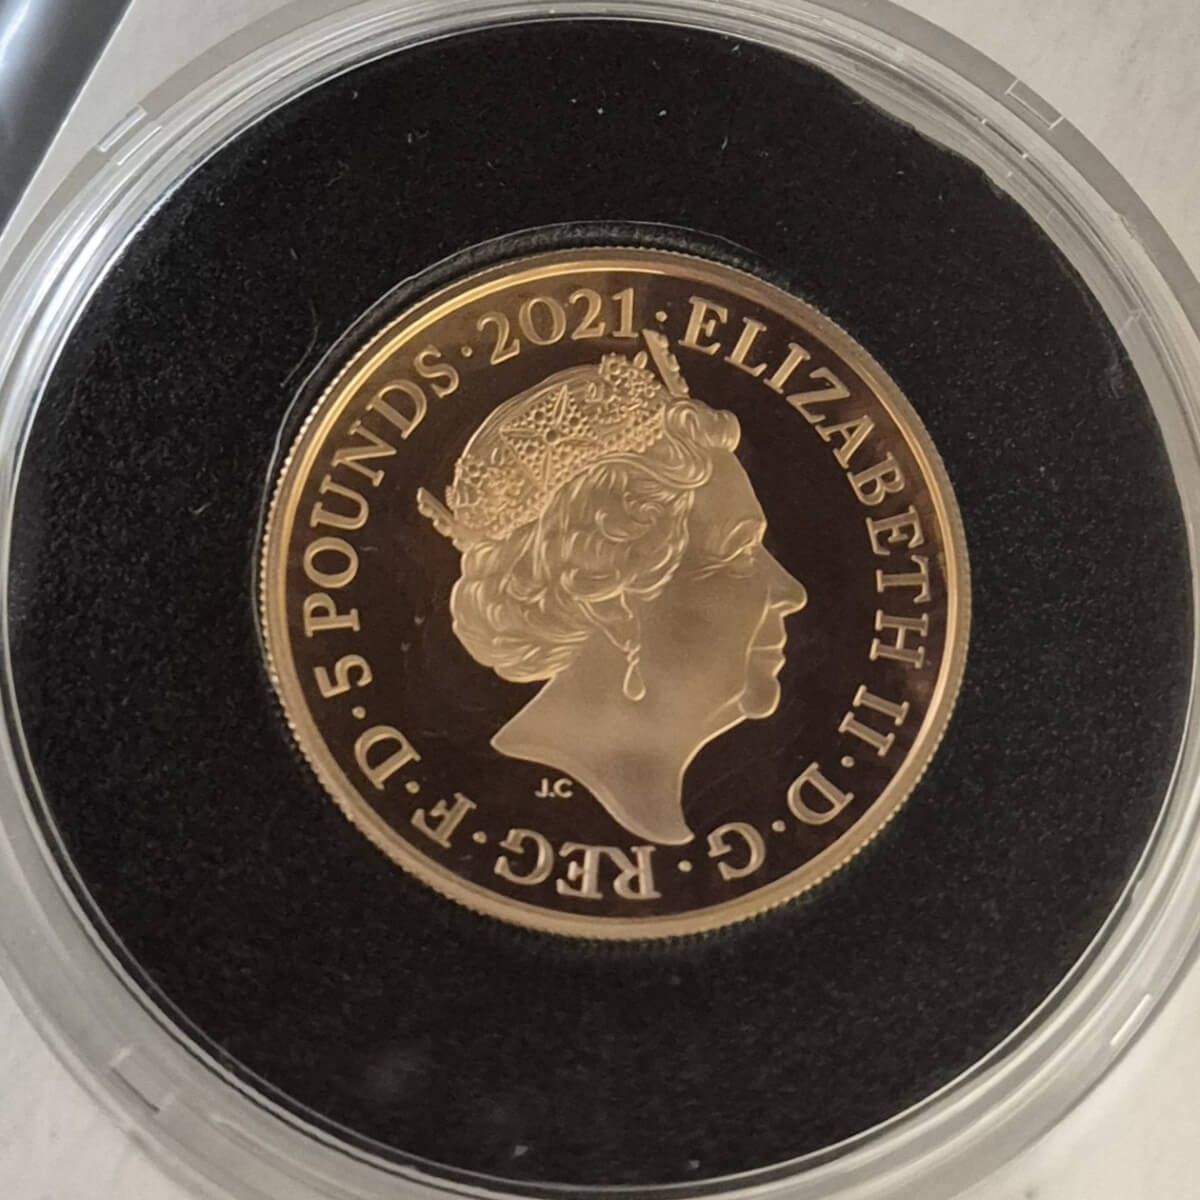 ELIZABETH II · D · G · REG · F · D · 5 POUNDS · 2021 ·
J.C